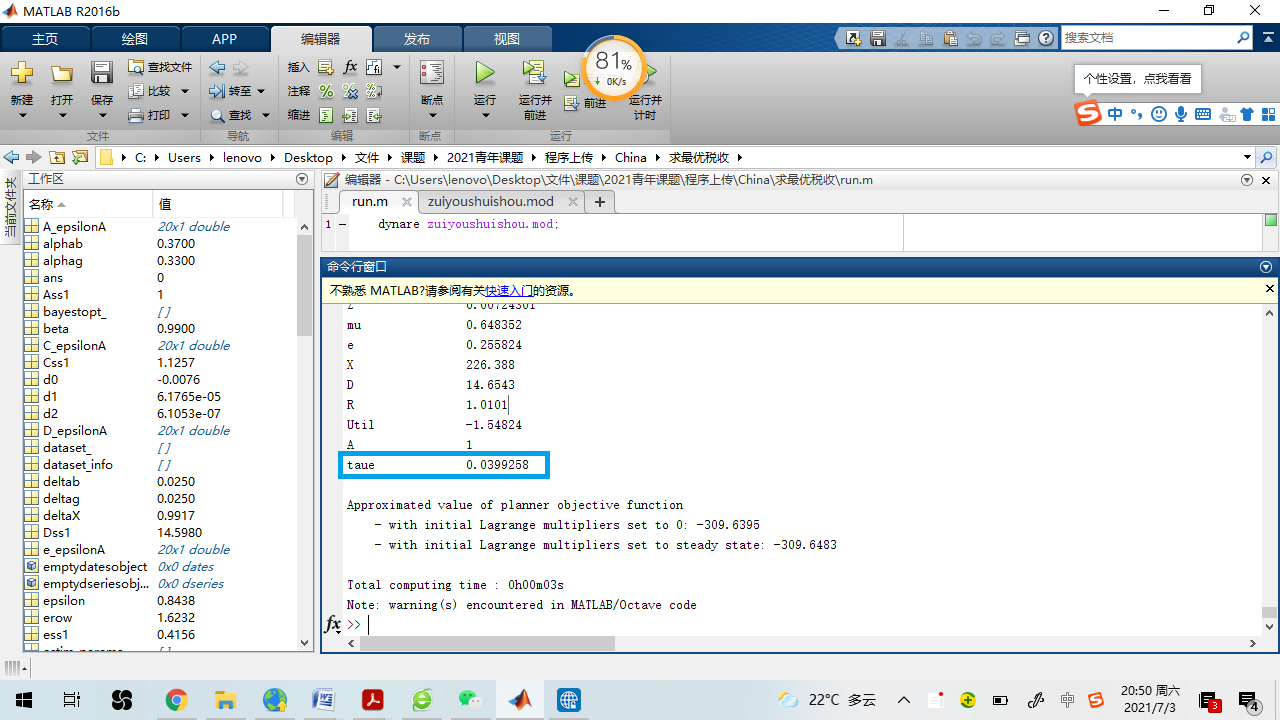 MATLAB R2016b
主页
绘图
APP
编辑器
发布
视图
搜索文档
新建
打开
保存
查找文件
比较
打印
文件
转至
查找
导航
插入
注释
缩进
fx
编辑
断点
断点
运行
运行并
前进
前进
运行并
计时
运行
81%
0K/s
个性设置，点我看看
中
C:
Users
lenovo
Desktop
文件
课题
2021青年课题
程序上传
China
求最优税收
当前文件夹
工作区
名称 值
A_epsilonA 20x1 double
alphab 0.3700
alphag 0.3300
ans 0
Ass1 1
bayestopt_ []
beta 0.9900
C_epsilonA 20x1 double
Css1 1.1257
d0 -0.0076
d1 6.1765e-05
d2 6.1053e-07
D_epsilonA 20x1 double
dataset_ []
dataset_info []
deltab 0.0250
deltag 0.0250
deltaX 0.9917
Dss1 14.5980
e_epsilonA 20x1 double
emptydatesobject 0x0 dates
emptydseriesobj... 0x0 dseries
epsilon 0.8438
erow 1.6232
ess1 0.4156
estim_params_ []
编辑器 - C:\Users\lenovo\Desktop\文件\课题\2021青年课题\程序上传\China\求最优税收\run.m
run.m
zuiyoushuishou.mod
1 — dynare zuiyoushuishou.mod;
命令行窗口
不熟悉 MATLAB?请参阅有关快速入门的资源。
Z 0.00724301
mu 0.648352
e 0.255824
X 226.388
D 14.6543
R 1.0101
Util -1.54824
A 1
taue 0.0399258
Approximated value of planner objective function
- with initial Lagrange multipliers set to 0: -309.6395
- with initial Lagrange multipliers set to steady state: -309.6483
Total computing time : 0h00m03s
Note: warning(s) encountered in MATLAB/Octave code
fx >>
22°C 多云
中
20:50 周六
2021/7/3
3
4